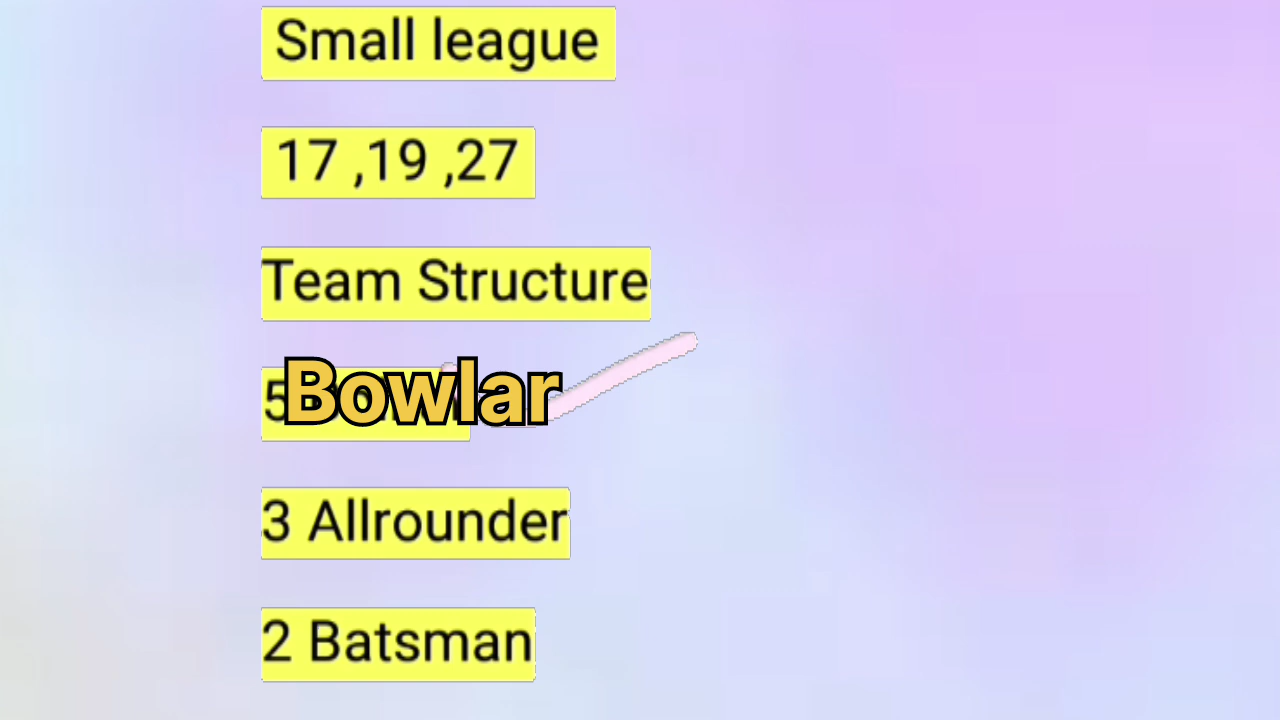 Small league
17 ,19 ,27
Team Structure
5 Bowlar
3 Allrounder
2 Batsman